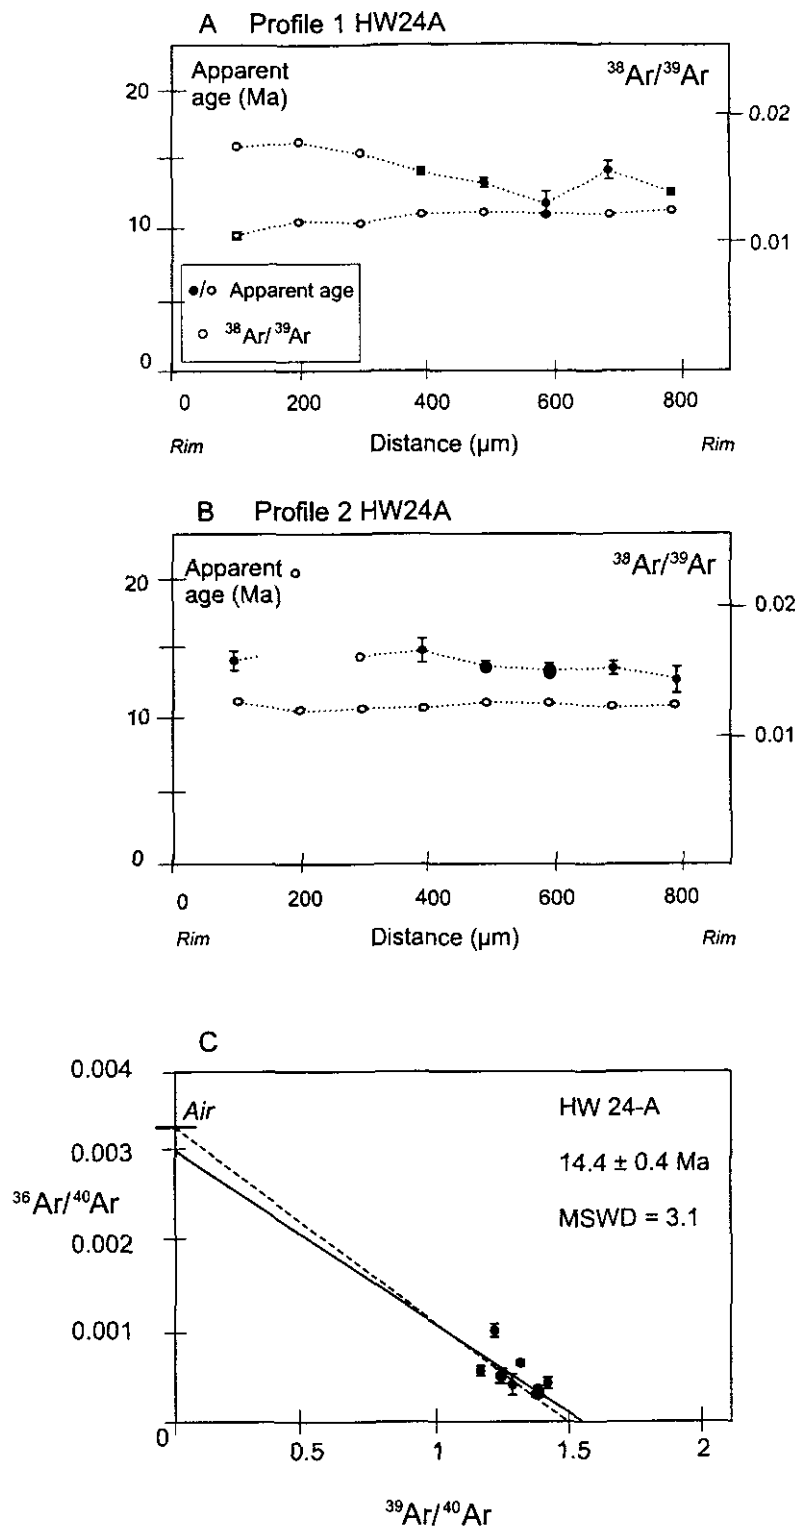 A Profile 1 HW24A
Apparent age (Ma)
³⁸Ar/³⁹Ar
20
10
0
0.02
0.01
●/○ Apparent age
○ ³⁸Ar/³⁹Ar
0 200 400 600 800
Rim Distance (µm) Rim
B Profile 2 HW24A
Apparent
age (Ma)
³⁸Ar/³⁹Ar
20
10
0
0.02
0.01
0 200 400 600 800
Rim Distance (µm) Rim
C
0.004
Air
0.003
³⁶Ar/⁴⁰Ar
0.002
0.001
HW 24-A
14.4 ± 0.4 Ma
MSWD = 3.1
0 0.5 1 1.5 2
³⁹Ar/⁴⁰Ar